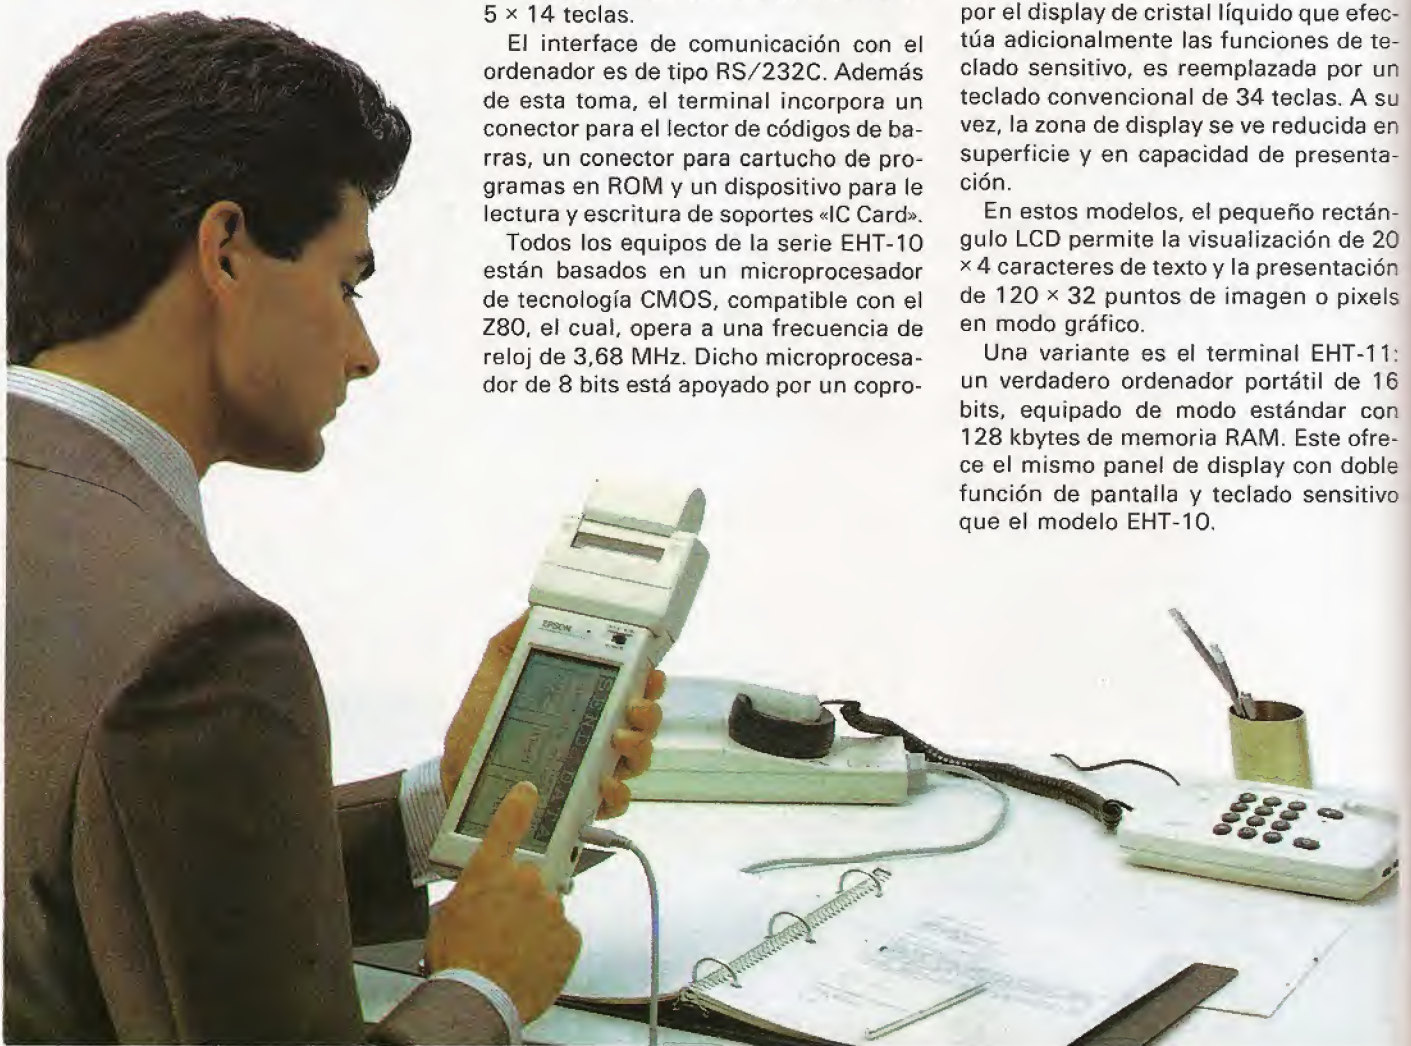 5 × 14 teclas.
El interface de comunicación con el
ordenador es de tipo RS/232C. Además
de esta toma, el terminal incorpora un
conector para el lector de códigos de ba-
rras, un conector para cartucho de pro-
gramas en ROM y un dispositivo para le
lectura y escritura de soportes «IC Card».
Todos los equipos de la serie EHT-10
están basados en un microprocesador
de tecnología CMOS, compatible con el
Z80, el cual, opera a una frecuencia de
reloj de 3,68 MHz. Dicho microprocesa-
dor de 8 bits está apoyado por un copro-
por el display de cristal líquido que efec-
túa adicionalmente las funciones de te-
clado sensitivo, es reemplazada por un
teclado convencional de 34 teclas. A su
vez, la zona de display se ve reducida en
superficie y en capacidad de presenta-
ción.
En estos modelos, el pequeño rectán-
gulo LCD permite la visualización de 20
× 4 caracteres de texto y la presentación
de 120 × 32 puntos de imagen o pixels
en modo gráfico.
Una variante es el terminal EHT-11:
un verdadero ordenador portátil de 16
bits, equipado de modo estándar con
128 kbytes de memoria RAM. Este ofre-
ce el mismo panel de display con doble
función de pantalla y teclado sensitivo
que el modelo EHT-10.
EPSON
SEND DATA